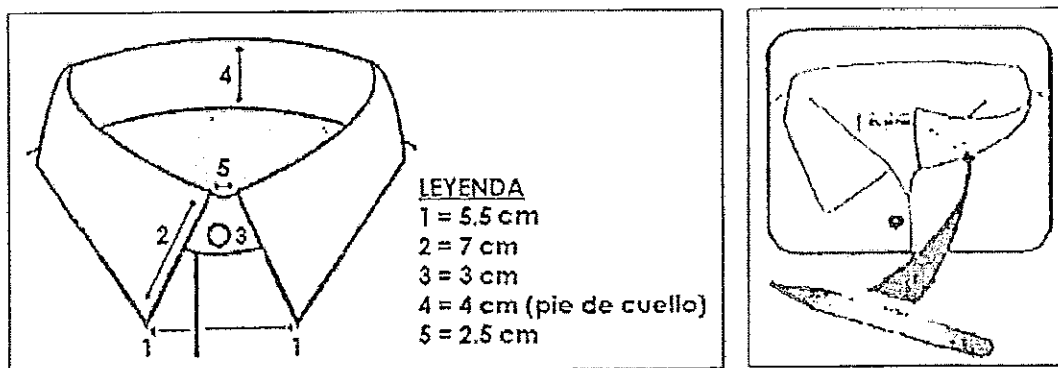 4
5
2
3
1
1
LEYENDA
1 = 5.5 cm
2 = 7 cm
3 = 3 cm
4 = 4 cm (pie de cuello)
5 = 2.5 cm